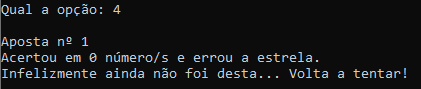 Qual a opção: 4
Aposta nº 1
Acertou em 0 número/s e errou a estrela.
Infelizmente ainda não foi desta... Volta a tentar!